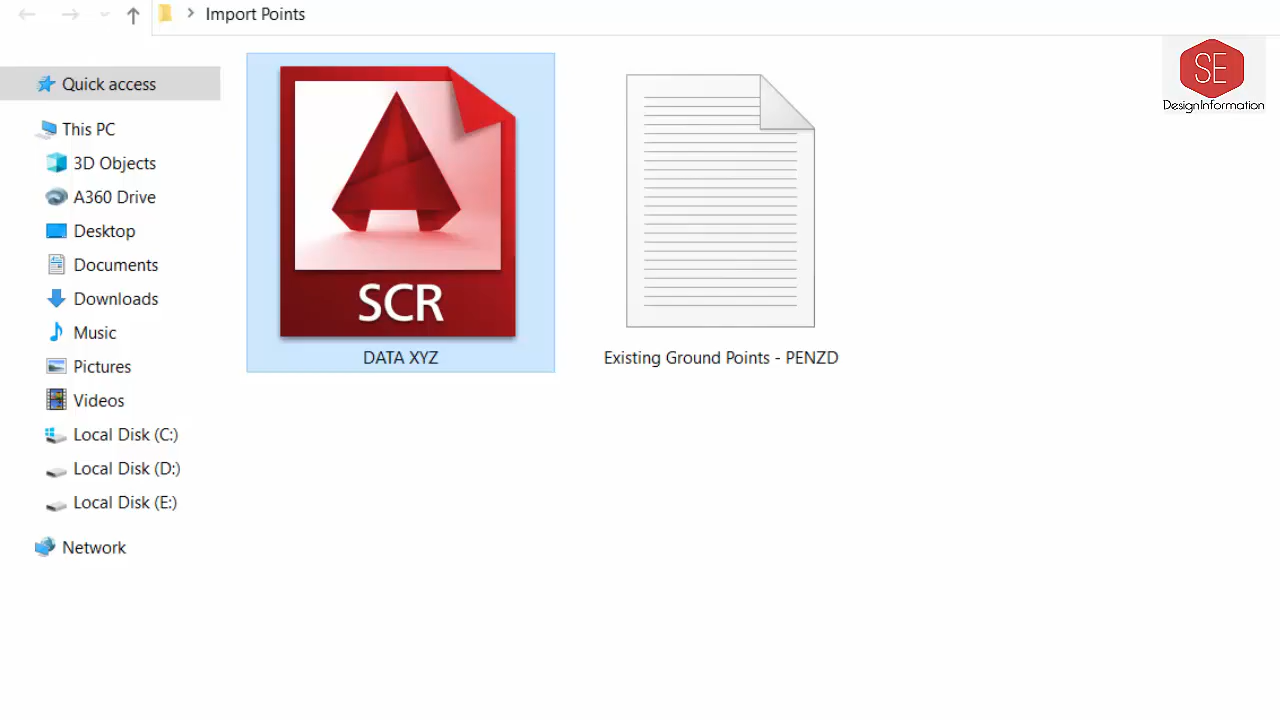 Import Points
SE
DesignInformation
Quick access
This PC
3D Objects
A360 Drive
Desktop
Documents
Downloads
Music
Pictures
Videos
Local Disk (C:)
Local Disk (D:)
Local Disk (E:)
Network
SCR
DATA XYZ
Existing Ground Points - PENZD